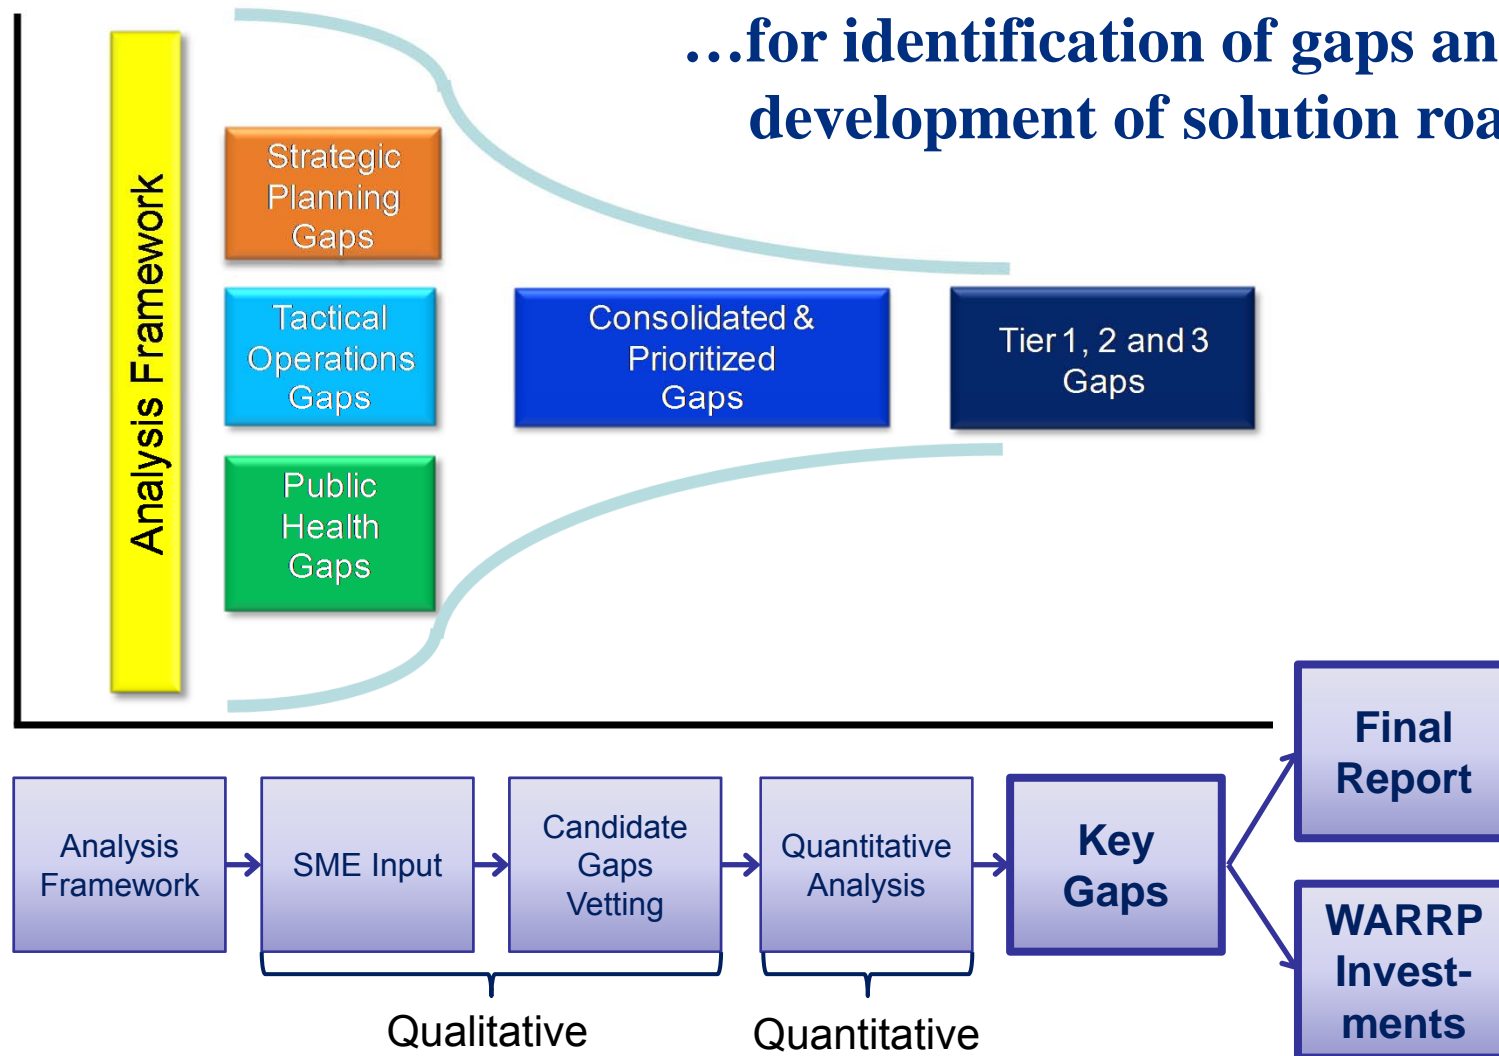 …for identification of gaps an
development of solution roa
Analysis Framework
Strategic
Planning
Gaps
Tactical
Operations
Gaps
Public
Health
Gaps
Consolidated &
Prioritized
Gaps
Tier 1, 2 and 3
Gaps
Analysis
Framework
SME Input
Candidate
Gaps
Vetting
Quantitative
Analysis
Key
Gaps
Final
Report
WARRP
Invest-
ments
Qualitative
Quantitative